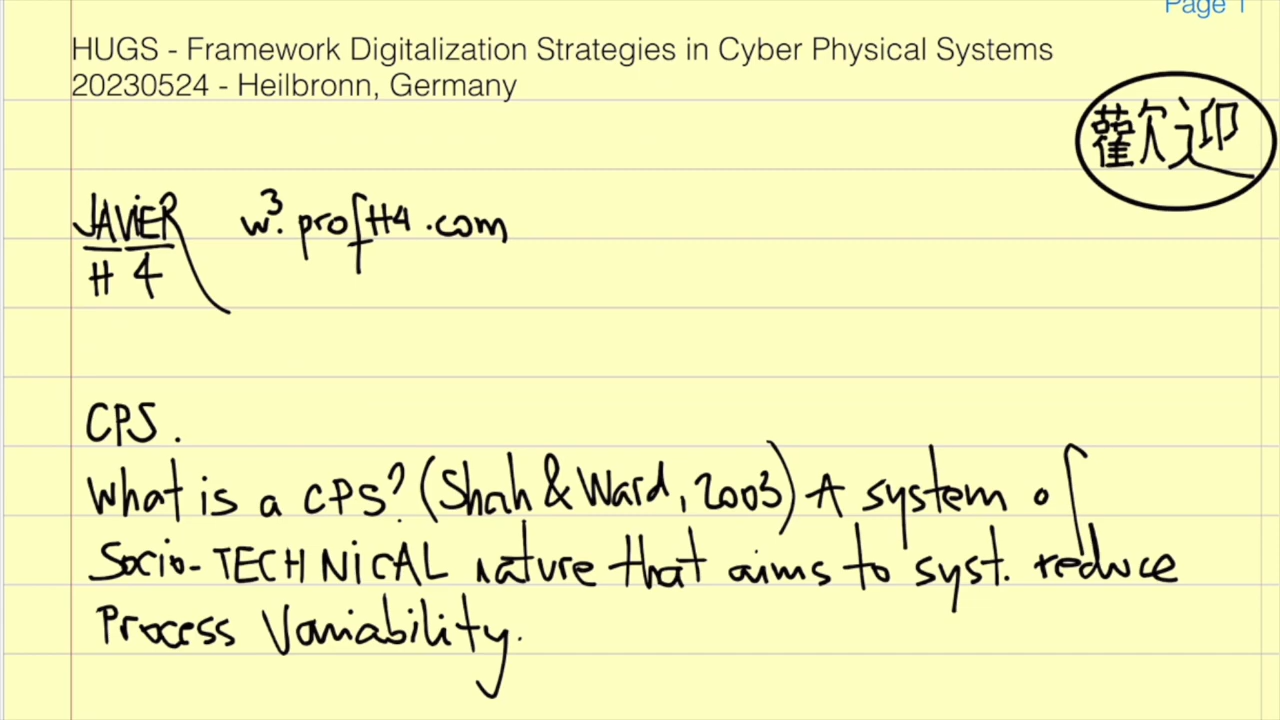 Page 1
HUGS - Framework Digitalization Strategies in Cyber Physical Systems
20230524 - Heilbronn, Germany
歡迎
JAViER w³.profH4.com
H 4
CPS.
What is a CPS? (Shah & Ward, 2003) A system of
Socio-TECHNiCAL nature that aims to syst. reduce
Process Variability.